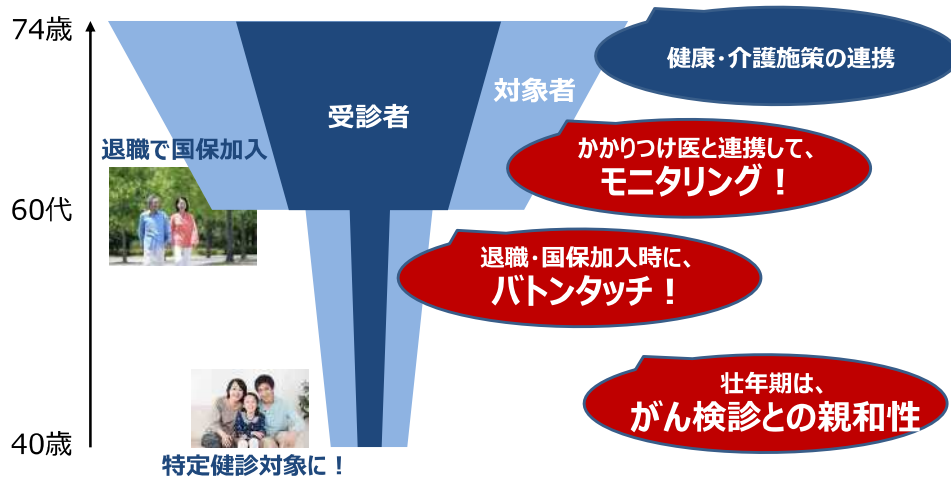 74歳
健康・介護施策の連携
対象者
受診者
退職で国保加入
かかりつけ医と連携して、
モニタリング！
60代
退職・国保加入時に、
バトンタッチ！
壮年期は、
がん検診との親和性
40歳
特定健診対象に！